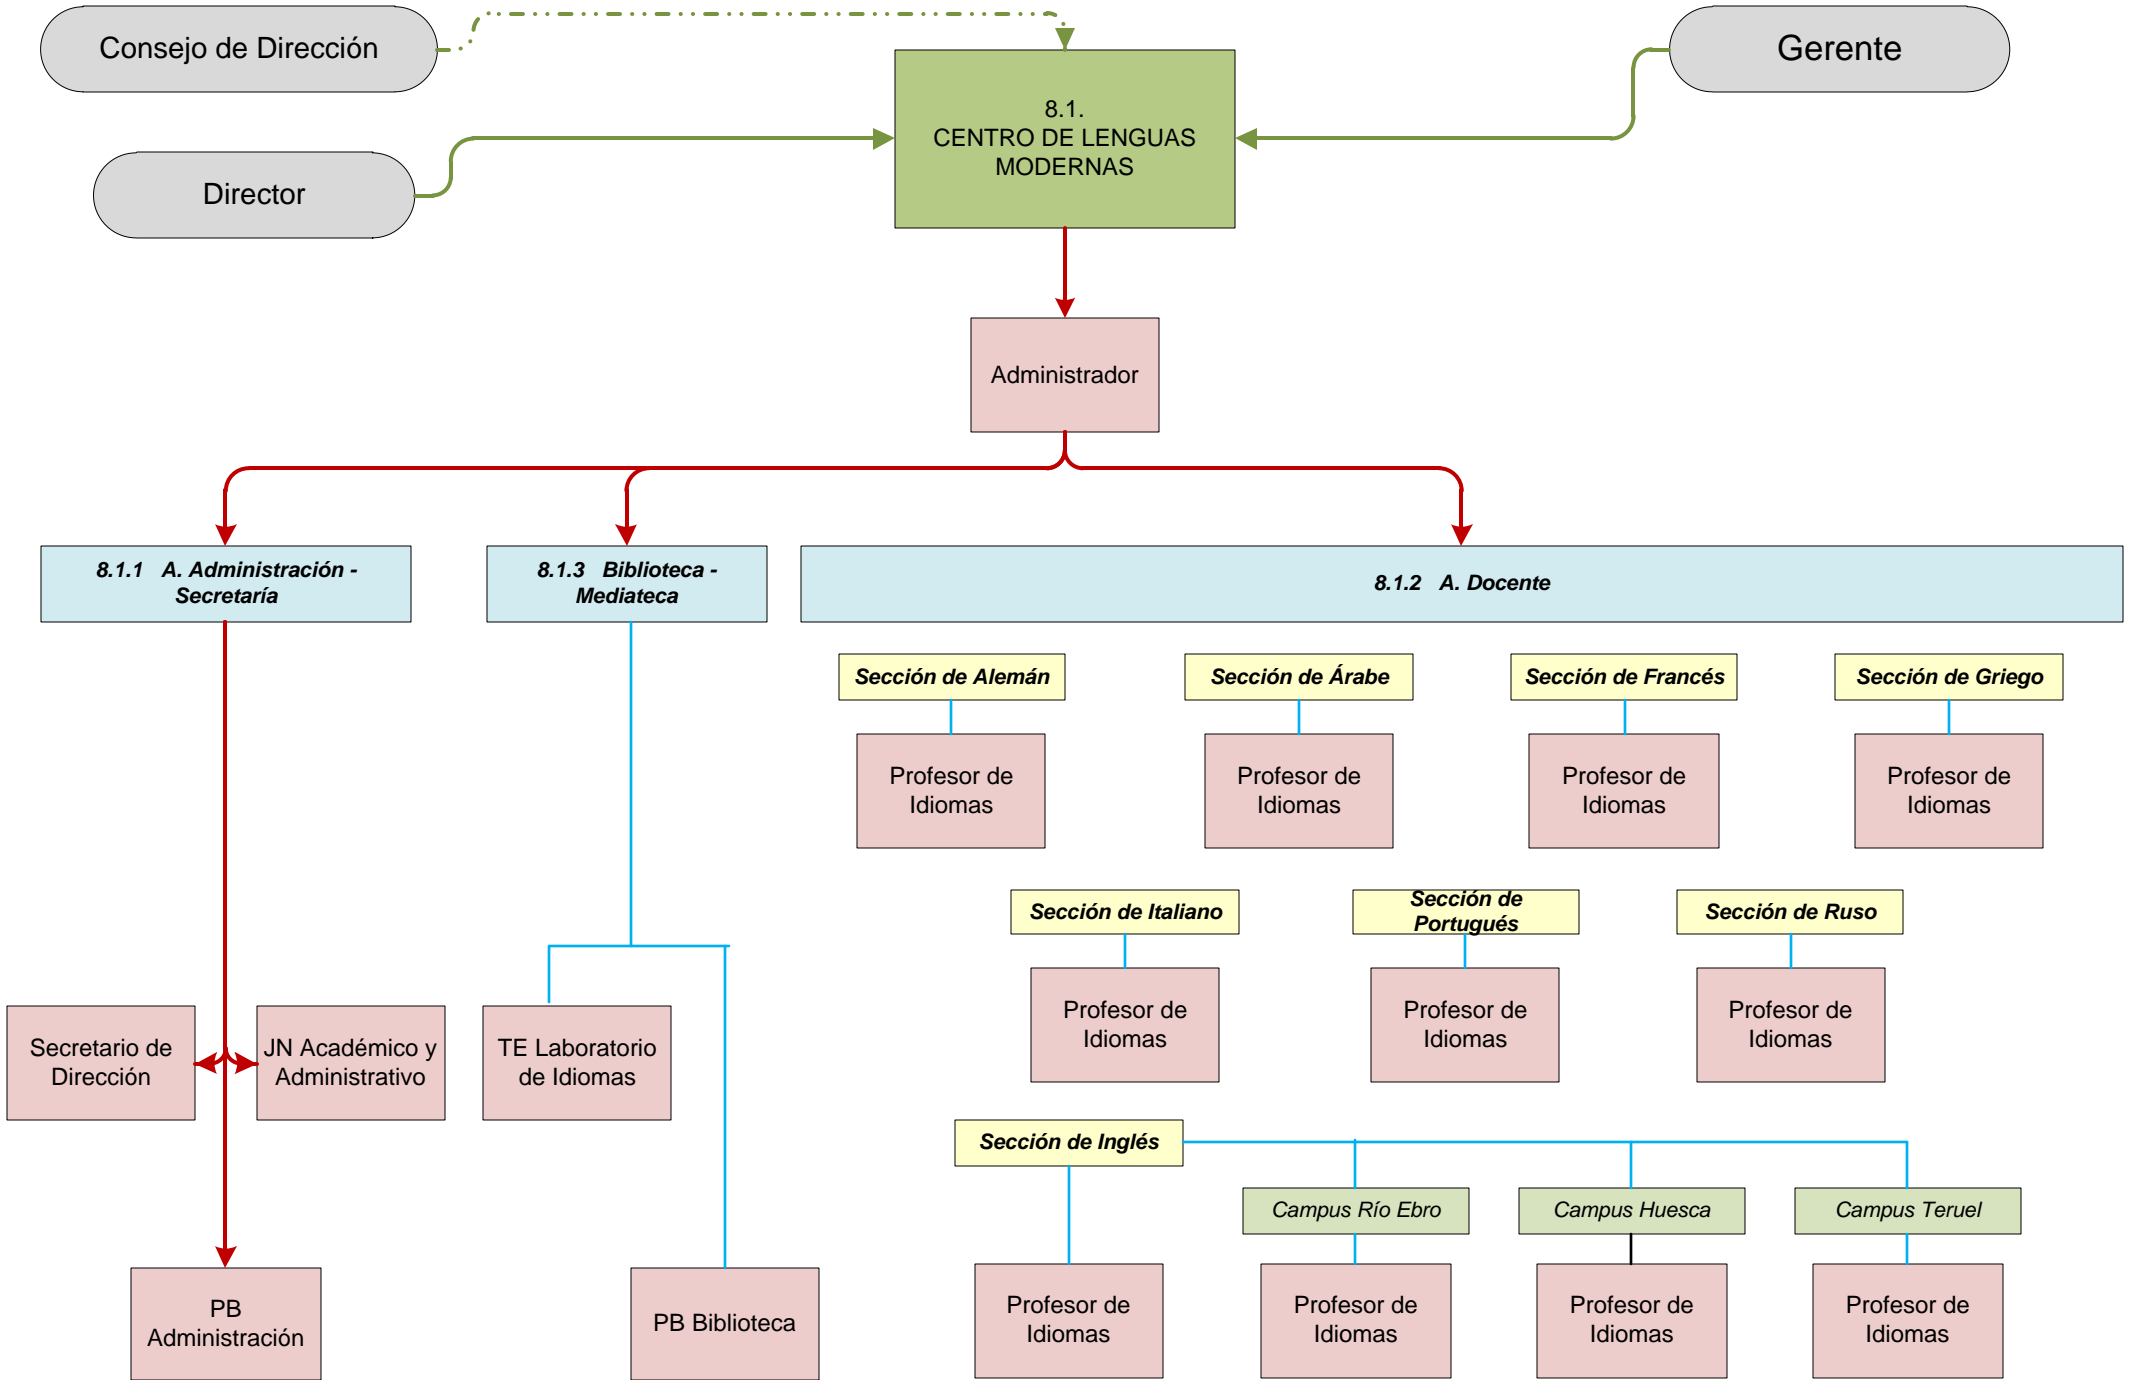 Consejo de Dirección
Gerente
8.1.
CENTRO DE LENGUAS
MODERNAS
Director
Administrador
8.1.1 A. Administración -
Secretaría
8.1.3 Biblioteca -
Mediateca
8.1.2 A. Docente
Sección de Alemán
Sección de Árabe
Sección de Francés
Sección de Griego
Profesor de
Idiomas
Profesor de
Idiomas
Profesor de
Idiomas
Profesor de
Idiomas
Sección de Italiano
Sección de
Portugués
Sección de Ruso
Profesor de
Idiomas
Profesor de
Idiomas
Profesor de
Idiomas
Secretario de
Dirección
JN Académico y
Administrativo
TE Laboratorio
de Idiomas
Sección de Inglés
Campus Río Ebro
Campus Huesca
Campus Teruel
PB
Administración
PB Biblioteca
Profesor de
Idiomas
Profesor de
Idiomas
Profesor de
Idiomas
Profesor de
Idiomas